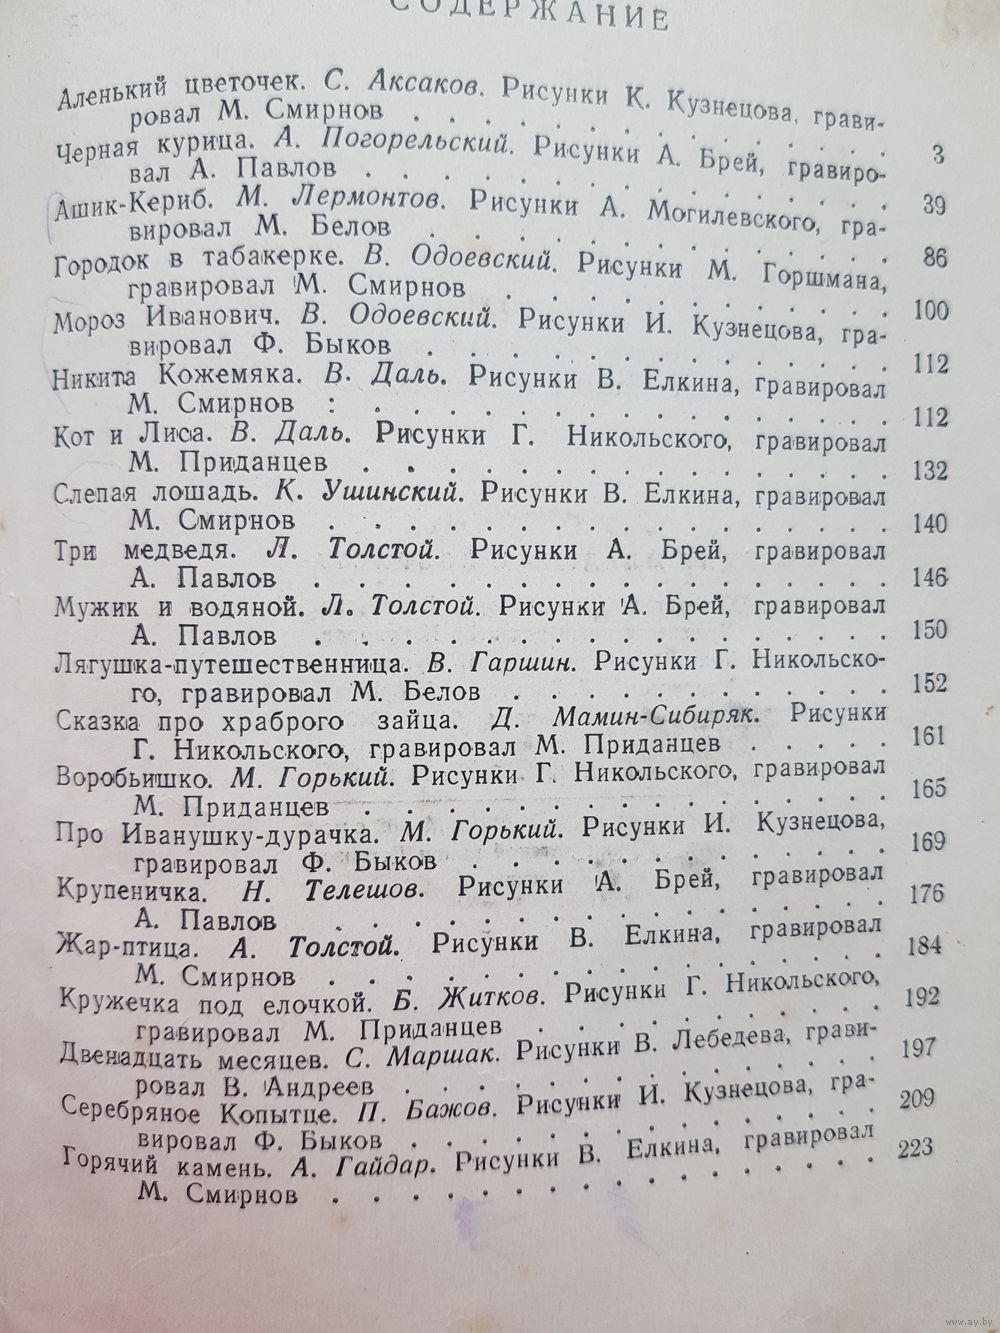 СОДЕРЖАНИЕ
Аленький цветочек. С. Аксаков. Рисунки К. Кузнецова, грави-
ровал М. Смирнов . . . . . . . . . . . . . . . 3
Черная курица. А. Погорельский. Рисунки А. Брей, гравиро-
вал А. Павлов . . . . . . . . . . . . . . . 39
Ашик-Кериб. М. Лермонтов. Рисунки А. Могилевского, гра-
вировал М. Белов . . . . . . . . . . . . . . . 86
Городок в табакерке. В. Одоевский. Рисунки М. Горшмана,
гравировал М. Смирнов . . . . . . . . . . . . 100
Мороз Иванович. В. Одоевский. Рисунки И. Кузнецова, гра-
вировал Ф. Быков . . . . . . . . . . . . . . 112
Никита Кожемяка. В. Даль. Рисунки В. Елкина, гравировал
М. Смирнов : . . . . . . . . . . . . . . . 112
Кот и Лиса. В. Даль. Рисунки Г. Никольского, гравировал
М. Приданцев . . . . . . . . . . . . . . . 132
Слепая лошадь. К. Ушинский. Рисунки В. Елкина, гравировал
М. Смирнов . . . . . . . . . . . . . . . . 140
Три медведя. Л. Толстой. Рисунки А. Брей, гравировал
А. Павлов . . . . . . . . . . . . . . . . 146
Мужик и водяной. Л. Толстой. Рисунки А. Брей, гравировал
А. Павлов . . . . . . . . . . . . . . . . 150
Лягушка-путешественница. В. Гаршин. Рисунки Г. Никольско-
го, гравировал М. Белов . . . . . . . . . . . 152
Сказка про храброго зайца. Д. Мамин-Сибиряк. Рисунки
Г. Никольского, гравировал М. Приданцев . . . . . 161
Воробьишко. М. Горький. Рисунки Г. Никольского, гравировал
М. Приданцев . . . . . . . . . . . . . . . 165
Про Иванушку-дурачка. М. Горький. Рисунки И. Кузнецова,
гравировал Ф. Быков . . . . . . . . . . . . 169
Крупеничка. Н. Телешов. Рисунки А. Брей, гравировал
А. Павлов . . . . . . . . . . . . . . . . 176
Жар-птица. А. Толстой. Рисунки В. Елкина, гравировал
М. Смирнов . . . . . . . . . . . . . . . . 184
Кружечка под елочкой. Б. Житков. Рисунки Г. Никольского,
гравировал М. Приданцев . . . . . . . . . . 192
Двенадцать месяцев. С. Маршак. Рисунки В. Лебедева, грави-
ровал В. Андреев . . . . . . . . . . . . . 197
Серебряное Копытце. П. Бажов. Рисунки И. Кузнецова, гра-
вировал Ф. Быков . . . . . . . . . . . . . 209
Горячий камень. А. Гайдар. Рисунки В. Елкина, гравировал
М. Смирнов . . . . . . . . . . . . . . . 223
www.ay.by